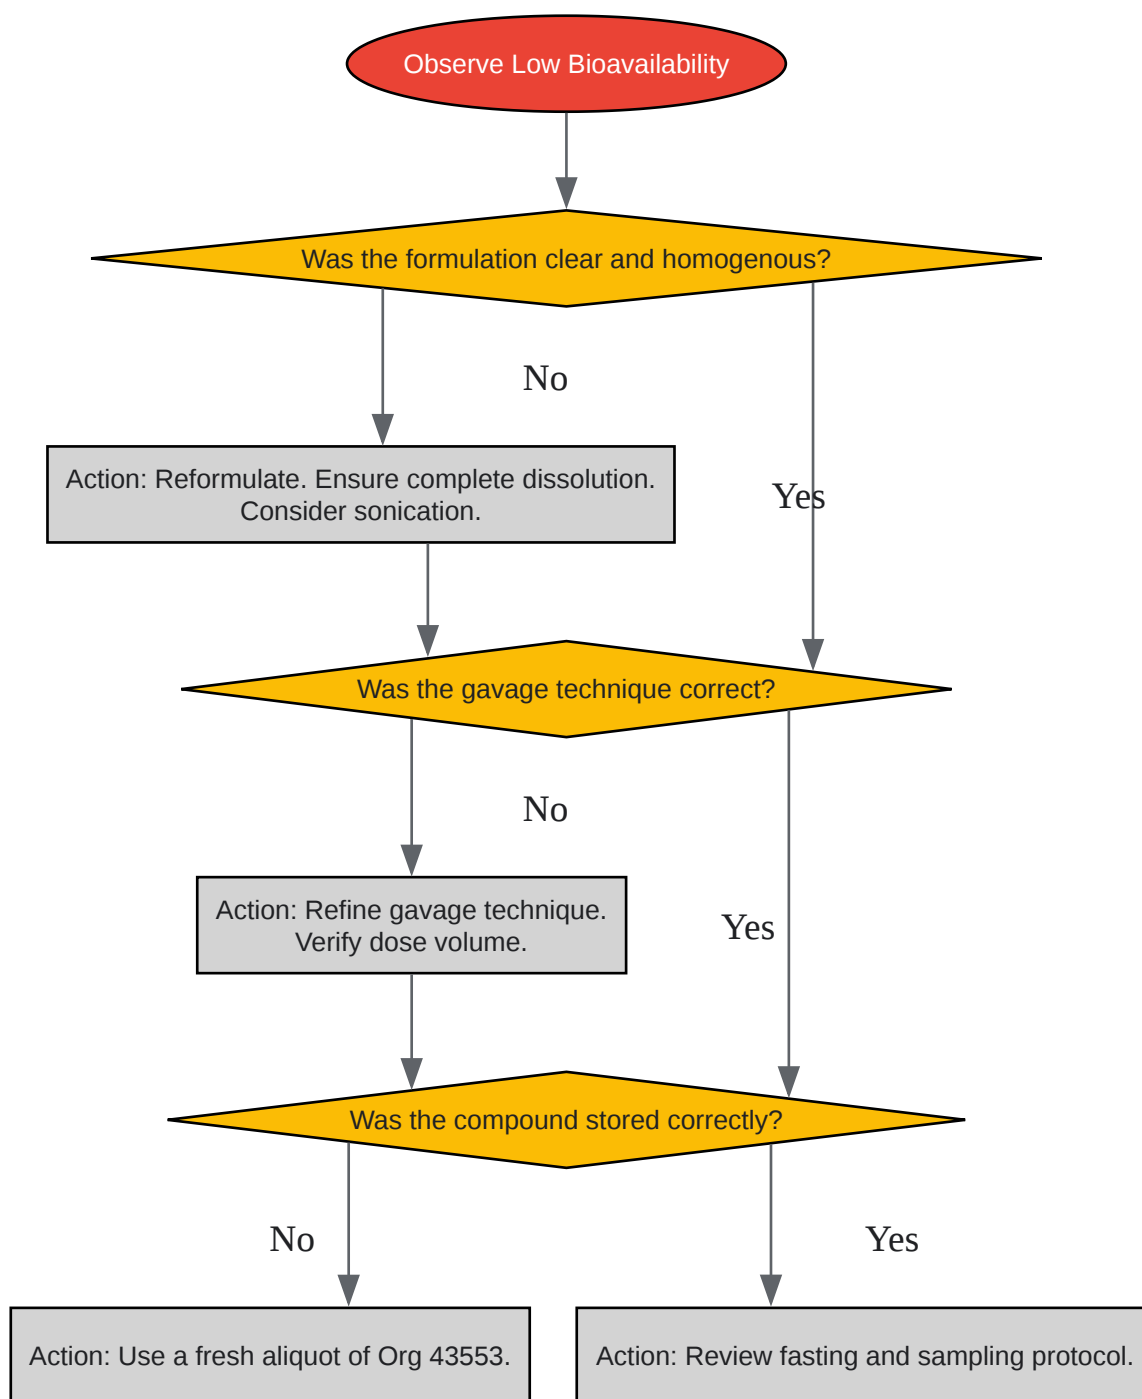 Observe Low Bioavailability
Was the formulation clear and homogenous?
No
Action: Reformulate. Ensure complete dissolution.
Consider sonication.
Yes
Was the gavage technique correct?
No
Action: Refine gavage technique.
Verify dose volume.
Yes
Was the compound stored correctly?
No
Yes
Action: Use a fresh aliquot of Org 43553.
Action: Review fasting and sampling protocol.